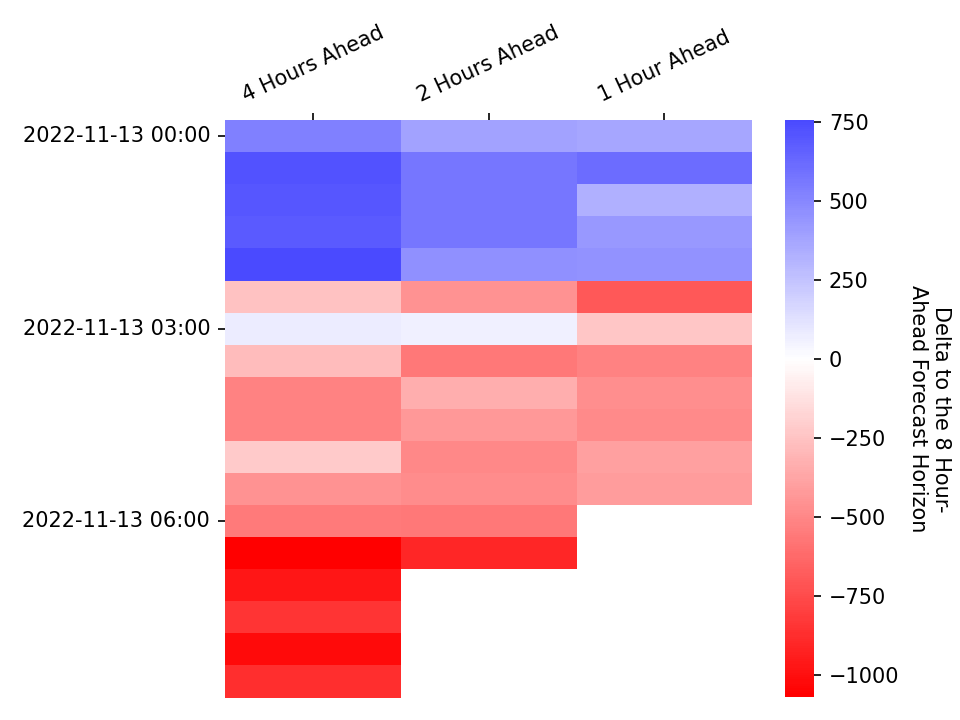 4 Hours Ahead
2 Hours Ahead
1 Hour Ahead
2022-11-13 00:00
2022-11-13 03:00
2022-11-13 06:00
750
500
250
0
−250
−500
−750
−1000
Delta to the 8 Hour-
Ahead Forecast Horizon